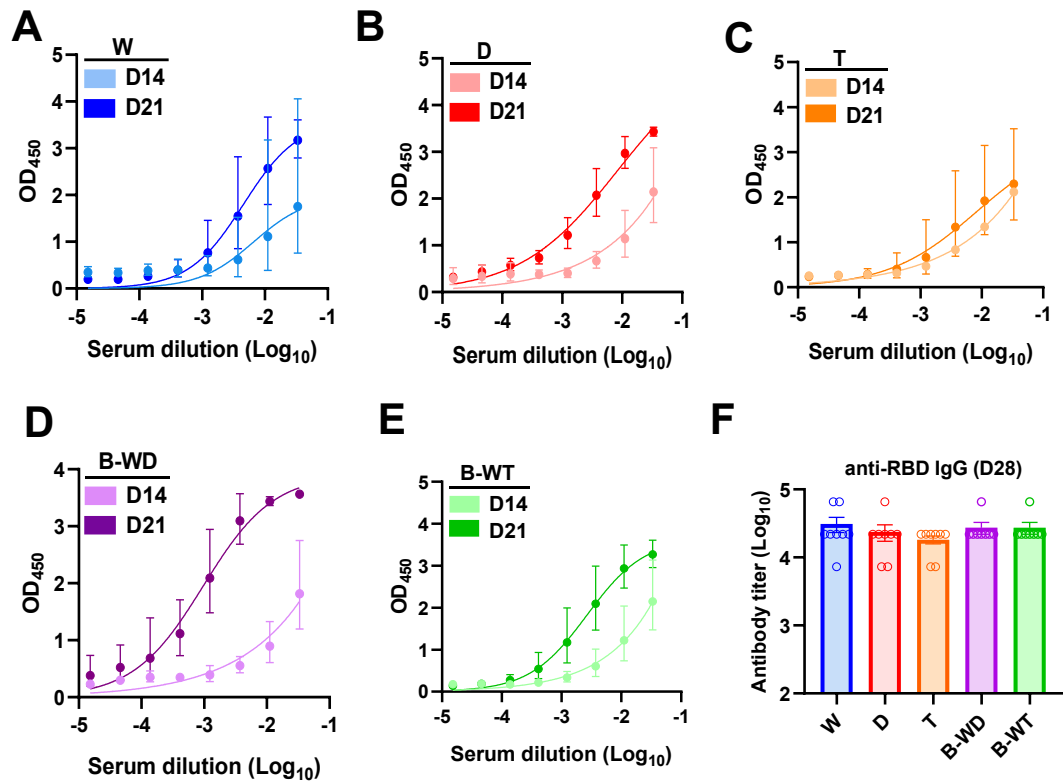 A
W
D14
D21
OD450
5
4
3
2
1
0
-5 -4 -3 -2 -1
Serum dilution (Log10)
B
D
D14
D21
OD450
5
4
3
2
1
0
-5 -4 -3 -2 -1
Serum dilution (Log10)
C
T
D14
D21
OD450
5
4
3
2
1
0
-5 -4 -3 -2 -1
Serum dilution (Log10)
D
B-WD
D14
D21
OD450
4
3
2
1
0
-5 -4 -3 -2 -1
Serum dilution (Log10)
E
B-WT
D14
D21
OD450
5
4
3
2
1
0
-5 -4 -3 -2 -1
Serum dilution (Log10)
F
anti-RBD IgG (D28)
Antibody titer (Log10)
5
4
2
W D T B-WD B-WT